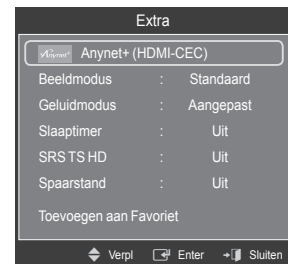 Extra
Anynet+ Anynet+ (HDMI-CEC)
Beeldmodus : Standaard
Geluidmodus : Aangepast
Slaaptimer : Uit
SRS TS HD : Uit
Spaarstand : Uit
Toevoegen aan Favoriet
Verpl Enter Sluiten